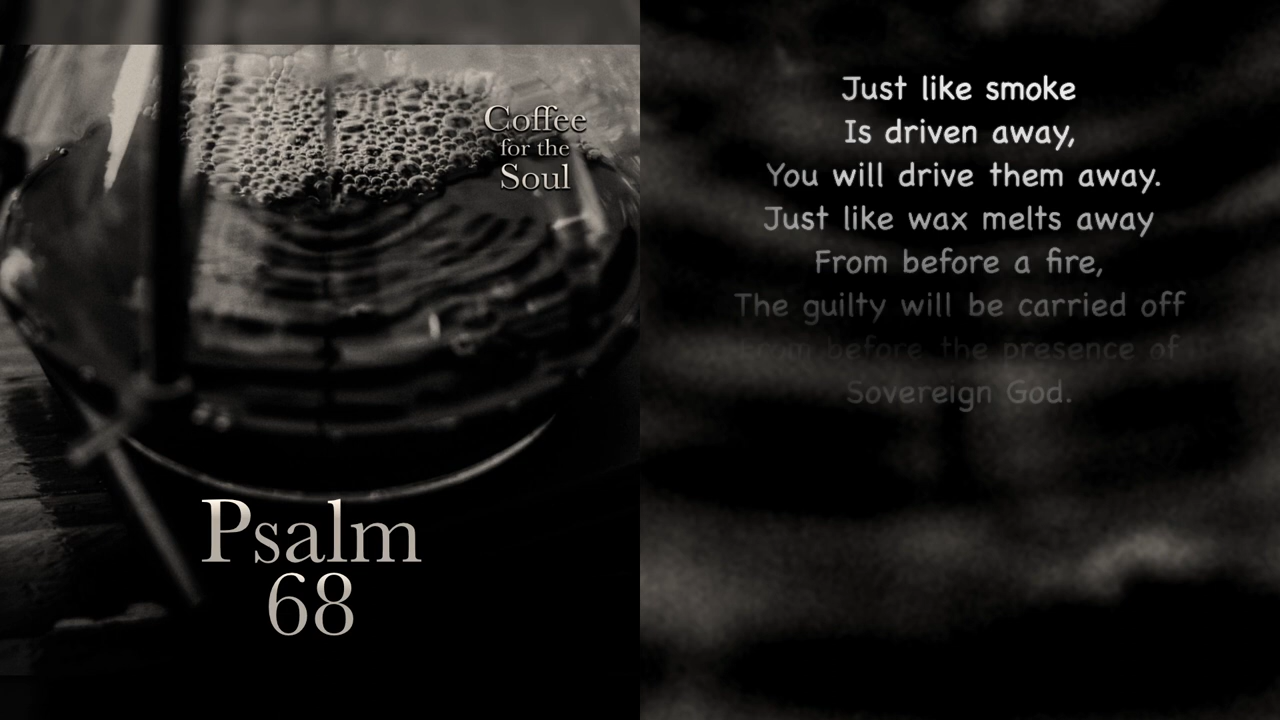 Coffee
for the
Soul
Psalm
68
Just like smoke
Is driven away,
You will drive them away.
Just like wax melts away
From before a fire,
The guilty will be carried off
From before the presence of
Sovereign God.